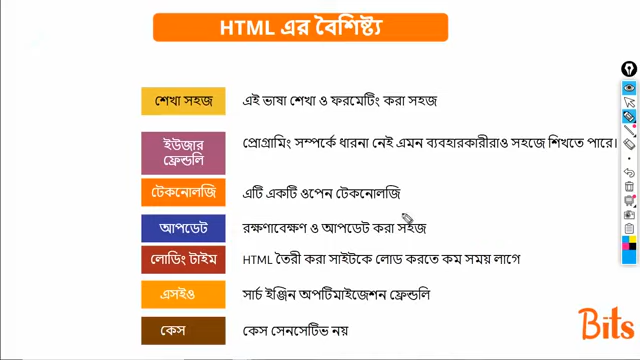 HTML এর বৈশিষ্ট্য
শেখা সহজ এই ভাষা শেখা ও ফরমেটিং করা সহজ
ইউজার ফ্রেন্ডলি প্রোগ্রামিং সম্পর্কে ধারনা নেই এমন ব্যবহারকারীরাও সহজে শিখতে পারে।
টেকনোলজি এটি একটি ওপেন টেকনোলজি
আপডেট রক্ষণাবেক্ষণ ও আপডেট করা সহজ
লোডিং টাইম HTML তৈরী করা সাইটকে লোড করতে কম সময় লাগে
এসইও সার্চ ইঞ্জিন অপটিমাইজেশন ফ্রেন্ডলি
কেস কেস সেনসেটিভ নয়
Bits